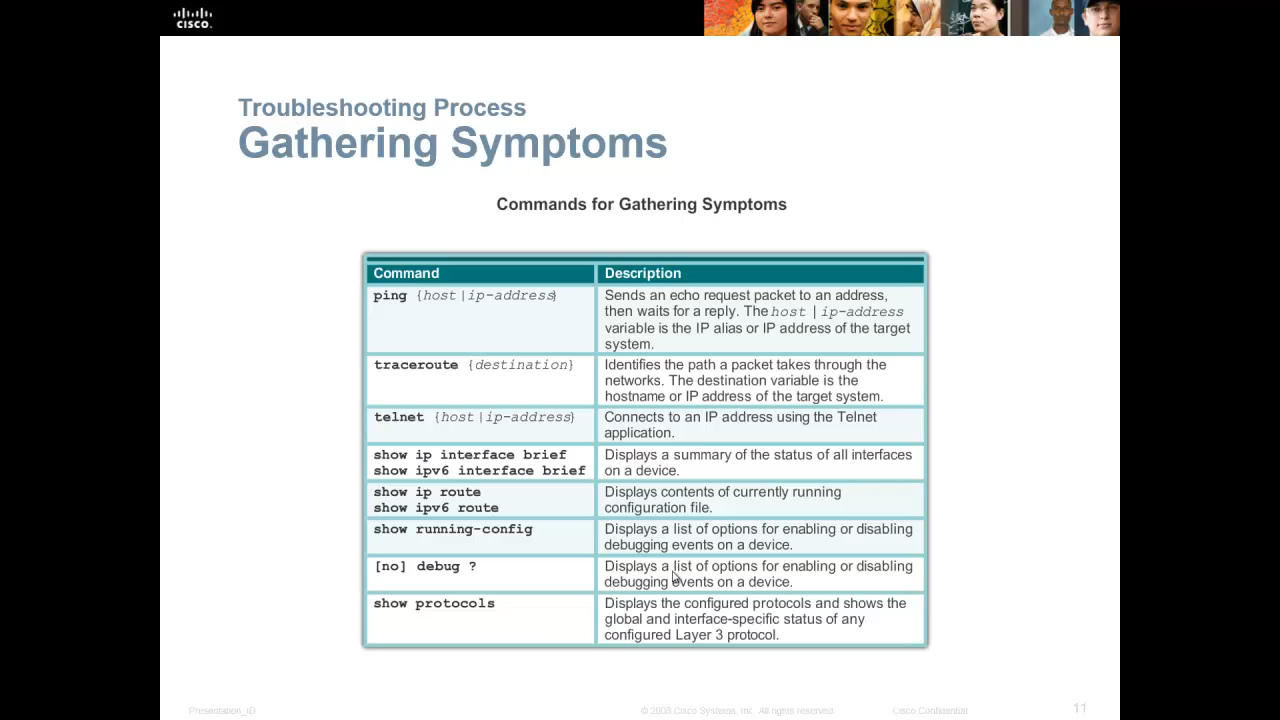 CISCO.
Troubleshooting Process
Gathering Symptoms
Commands for Gathering Symptoms
Command
Description
ping {host | ip-address}
Sends an echo request packet to an address,
then waits for a reply. The host | ip-address
variable is the IP alias or IP address of the target
system.
traceroute {destination}
Identifies the path a packet takes through the
networks. The destination variable is the
hostname or IP address of the target system.
telnet {host | ip-address}
Connects to an IP address using the Telnet
application.
show ip interface brief
show ipv6 interface brief
Displays a summary of the status of all interfaces
on a device.
show ip route
show ipv6 route
Displays contents of currently running
configuration file.
show running-config
Displays a list of options for enabling or disabling
debugging events on a device.
[no] debug ?
Displays a list of options for enabling or disabling
debugging events on a device.
show protocols
Displays the configured protocols and shows the
global and interface-specific status of any
configured Layer 3 protocol.
Presentation_ID
© 2008 Cisco Systems, Inc. All rights reserved.
Cisco Confidential
11